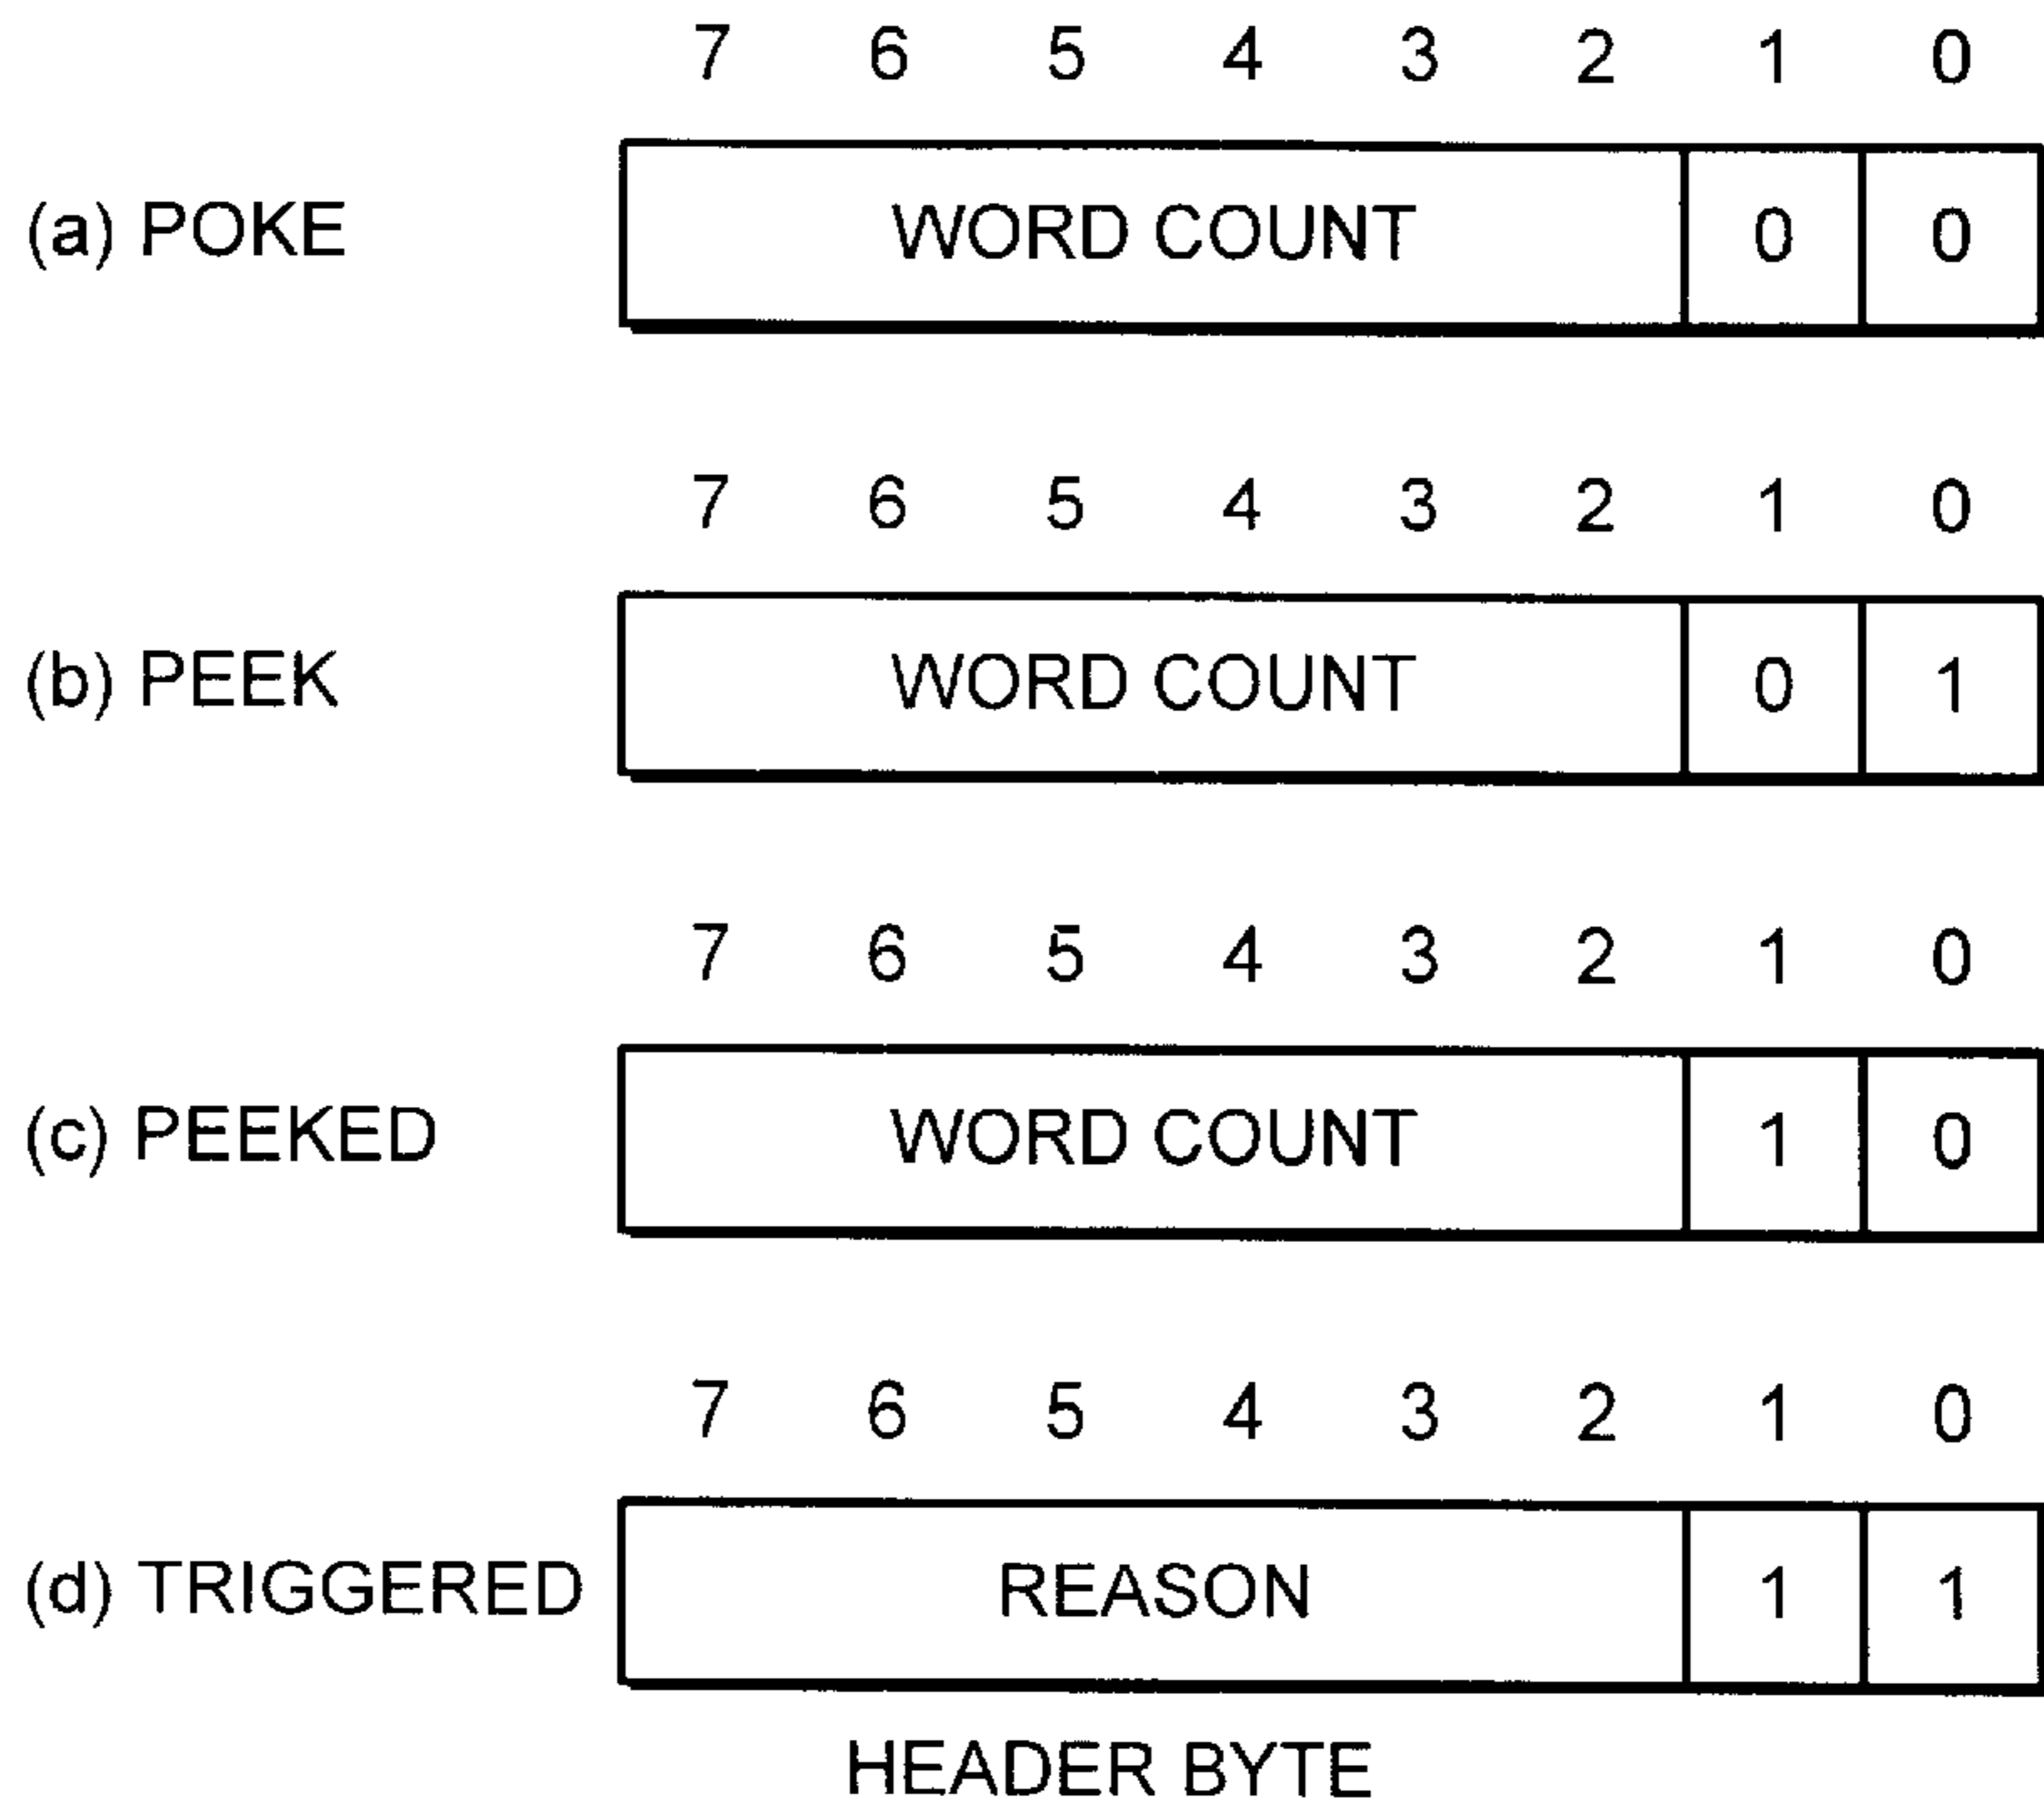 7 6 5 4 3 2 1 0
(a) POKE WORD COUNT 0 0
7 6 5 4 3 2 1 0
(b) PEEK WORD COUNT 0 1
7 6 5 4 3 2 1 0
(c) PEEKED WORD COUNT 1 0
7 6 5 4 3 2 1 0
(d) TRIGGERED REASON 1 1
HEADER BYTE